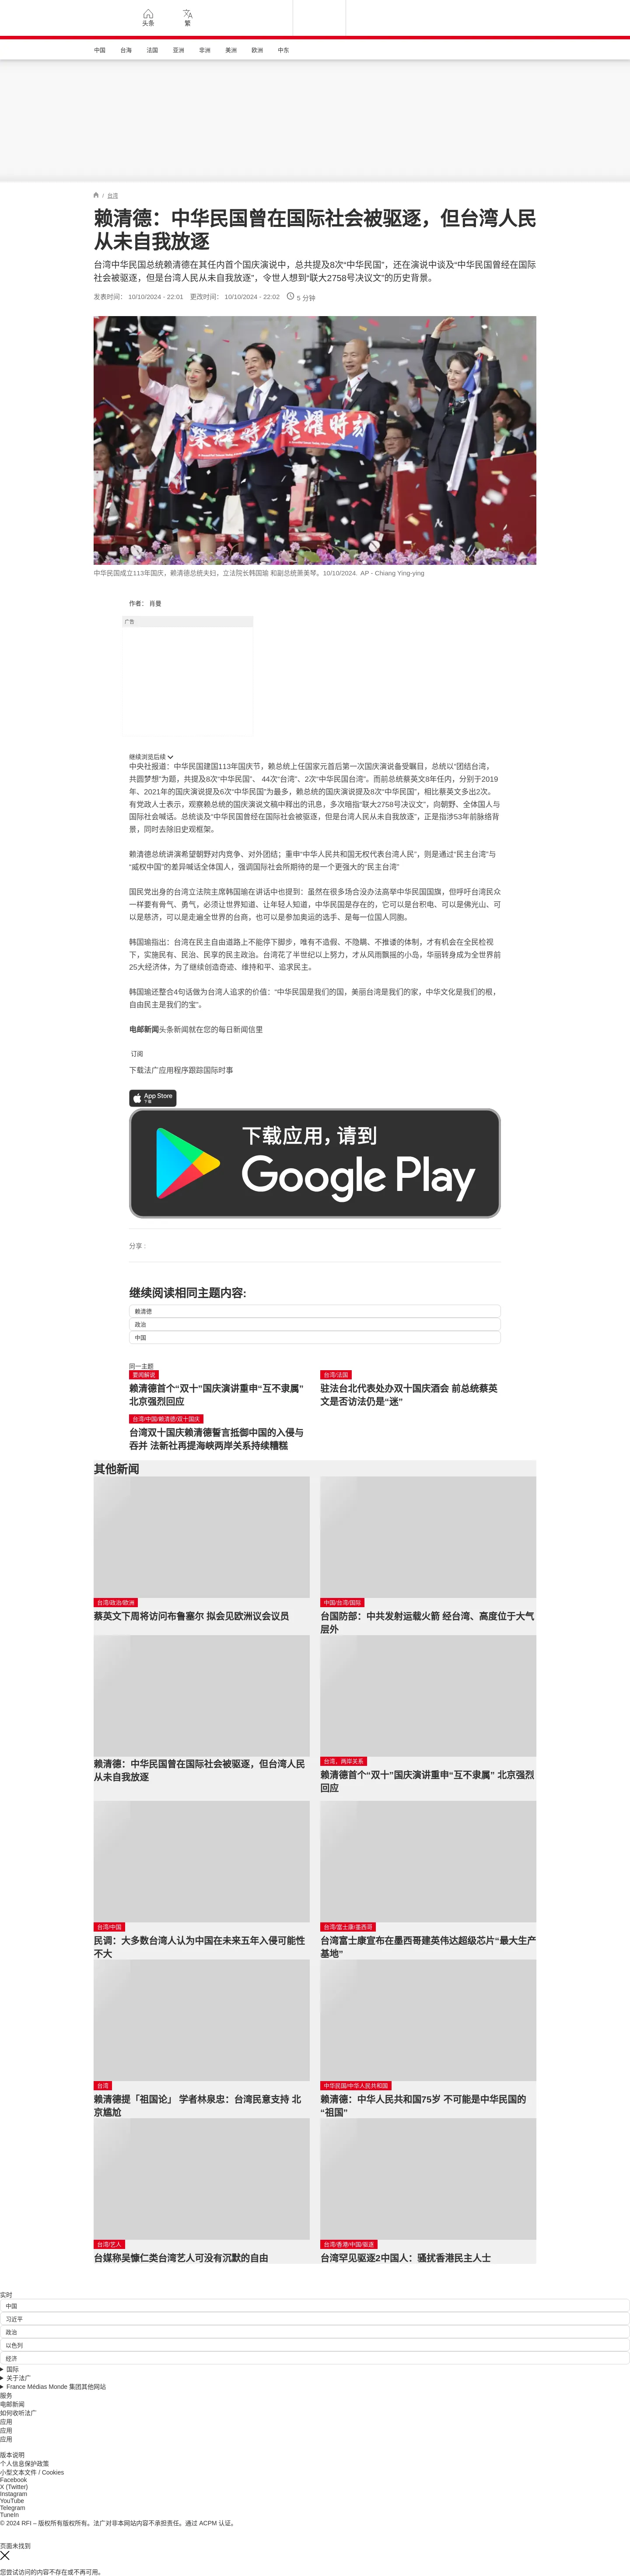 头条
繁
中国
台海
法国
亚洲
非洲
美洲
欧洲
中东
/ 台湾
赖清德：中华民国曾在国际社会被驱逐，但台湾人民
从未自我放逐
台湾中华民国总统赖清德在其任内首个国庆演说中，总共提及8次“中华民国”，还在演说中谈及“中华民国曾经在国际
社会被驱逐，但是台湾人民从未自我放逐”，令世人想到“联大2758号决议文”的历史背景。
发表时间： 10/10/2024 - 22:01 更改时间： 10/10/2024 - 22:02 5 分钟
榮耀時刻
榮耀時刻
中华民国成立113年国庆，赖清德总统夫妇，立法院长韩国瑜 和副总统萧美琴。10/10/2024. AP - Chiang Ying-ying
作者： 肖曼
广告
继续浏览后续
中央社报道：中华民国建国113年国庆节，赖总统上任国家元首后第一次国庆演说备受瞩目，总统以“团结台湾，
共圆梦想”为题，共提及8次“中华民国”、 44次“台湾”、2次“中华民国台湾”。而前总统蔡英文8年任内，分别于2019
年、2021年的国庆演说提及6次“中华民国”为最多，赖总统的国庆演说提及8次“中华民国”，相比蔡英文多出2次。
有党政人士表示，观察赖总统的国庆演说文稿中释出的讯息，多次暗指“联大2758号决议文”，向朝野、全体国人与
国际社会喊话。总统谈及“中华民国曾经在国际社会被驱逐，但是台湾人民从未自我放逐”，正是指涉53年前脉络背
景，同时去除旧史观框架。
赖清德总统讲演希望朝野对内竞争、对外团结；重申“中华人民共和国无权代表台湾人民”，则是通过“民主台湾”与
“威权中国”的差异喊话全体国人，强调国际社会所期待的是一个更强大的“民主台湾”
国民党出身的台湾立法院主席韩国瑜在讲话中也提到：虽然在很多场合没办法高举中华民国国旗，但呼吁台湾民众
一样要有骨气、勇气，必须让世界知道、让年轻人知道，中华民国是存在的，它可以是台积电、可以是佛光山、可
以是慈济，可以是走遍全世界的台商，也可以是参加奥运的选手、是每一位国人同胞。
韩国瑜指出：台湾在民主自由道路上不能停下脚步，唯有不造假、不隐瞒、不推诿的体制，才有机会在全民检视
下，实施民有、民治、民享的民主政治。台湾花了半世纪以上努力，才从风雨飘摇的小岛，华丽转身成为全世界前
25大经济体，为了继续创造奇迹、维持和平、追求民主。
韩国瑜还整合4句话做为台湾人追求的价值：“中华民国是我们的国，美丽台湾是我们的家，中华文化是我们的根，
自由民主是我们的宝”。
电邮新闻头条新闻就在您的每日新闻信里
订阅
下载法广应用程序跟踪国际时事
App Store
下载
下载应用，请到
Google Play
分享 :
继续阅读相同主题内容:
赖清德
政治
中国
同一主题
要闻解说
赖清德首个“双十”国庆演讲重申“互不隶属”
北京强烈回应
台湾/法国
驻法台北代表处办双十国庆酒会 前总统蔡英
文是否访法仍是“迷”
台湾/中国/赖清德/双十国庆
台湾双十国庆赖清德誓言抵御中国的入侵与
吞并 法新社再提海峡两岸关系持续糟糕
其他新闻
台湾/政治/欧洲
蔡英文下周将访问布鲁塞尔 拟会见欧洲议会议员
中国/台湾/国际
台国防部：中共发射运载火箭 经台湾、高度位于大气
层外
赖清德：中华民国曾在国际社会被驱逐，但台湾人民
从未自我放逐
台湾，两岸关系
赖清德首个“双十”国庆演讲重申“互不隶属” 北京强烈
回应
台湾/中国
民调：大多数台湾人认为中国在未来五年入侵可能性
不大
台湾/富士康/墨西哥
台湾富士康宣布在墨西哥建英伟达超级芯片“最大生产
基地”
台湾
赖清德提「祖国论」 学者林泉忠：台湾民意支持 北
京尴尬
中华民国/中华人民共和国
赖清德：中华人民共和国75岁 不可能是中华民国的
“祖国”
台湾/艺人
台媒称吴慷仁类台湾艺人可没有沉默的自由
台湾/香港/中国/驱逐
台湾罕见驱逐2中国人：骚扰香港民主人士
实时
中国
习近平
政治
以色列
经济
国际
关于法广
France Médias Monde 集团其他网站
服务
电邮新闻
如何收听法广
应用
应用
应用
版本说明
个人信息保护政策
小型文本文件 / Cookies
Facebook
X (Twitter)
Instagram
YouTube
Telegram
TuneIn
© 2024 RFI – 版权所有版权所有。法广对非本网站内容不承担责任。通过 ACPM 认证。
页面未找到
您尝试访问的内容不存在或不再可用。